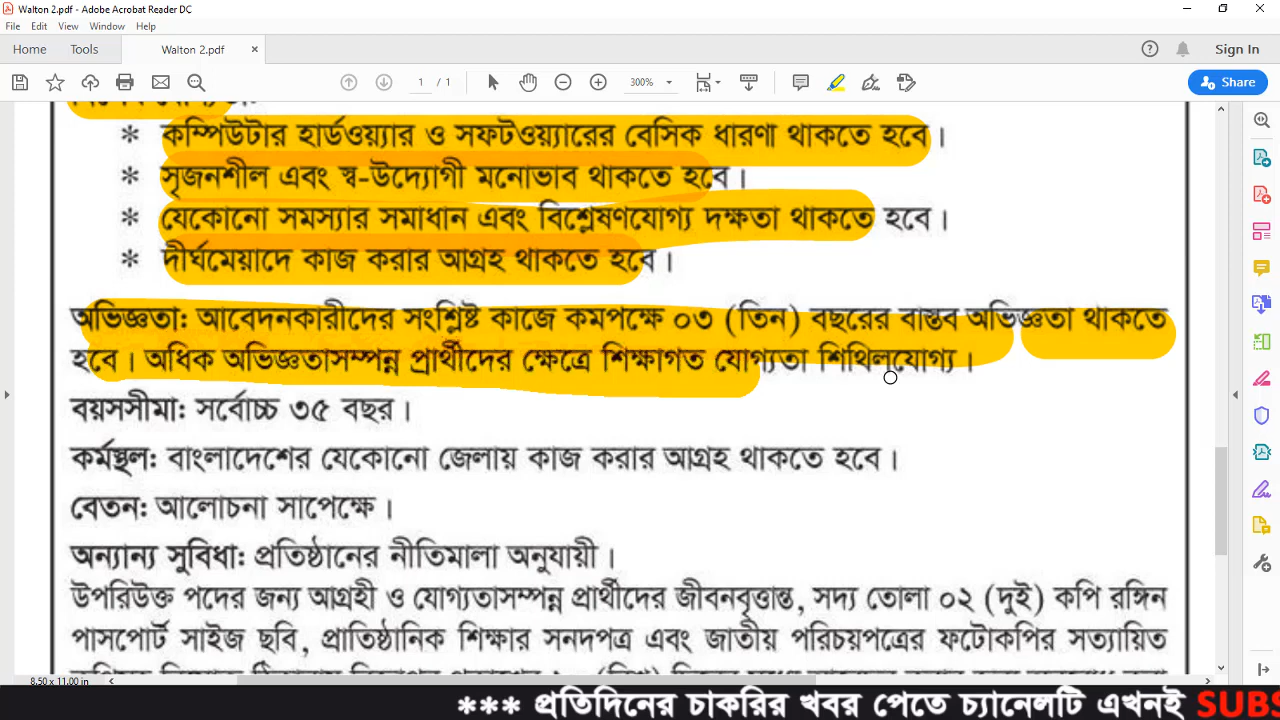 Walton 2.pdf - Adobe Acrobat Reader DC
File Edit View Window Help
Home Tools Walton 2.pdf × Sign In
1 / 1 300% Share
* কম্পিউটার হার্ডওয়্যার ও সফটওয়্যারের বেসিক ধারণা থাকতে হবে।
* সৃজনশীল এবং স্ব-উদ্যোগী মনোভাব থাকতে হবে।
* যেকোনো সমস্যার সমাধান এবং বিশ্লেষণযোগ্য দক্ষতা থাকতে হবে।
* দীর্ঘমেয়াদে কাজ করার আগ্রহ থাকতে হবে।
অভিজ্ঞতা: আবেদনকারীদের সংশ্লিষ্ট কাজে কমপক্ষে ০৩ (তিন) বছরের বাস্তব অভিজ্ঞতা থাকতে
হবে। অধিক অভিজ্ঞতাসম্পন্ন প্রার্থীদের ক্ষেত্রে শিক্ষাগত যোগ্যতা শিথিলযোগ্য।
বয়সসীমা: সর্বোচ্চ ৩৫ বছর।
কর্মস্থল: বাংলাদেশের যেকোনো জেলায় কাজ করার আগ্রহ থাকতে হবে।
বেতন: আলোচনা সাপেক্ষে।
অন্যান্য সুবিধা: প্রতিষ্ঠানের নীতিমালা অনুযায়ী।
উপরিউক্ত পদের জন্য আগ্রহী ও যোগ্যতাসম্পন্ন প্রার্থীদের জীবনবৃত্তান্ত, সদ্য তোলা ০২ (দুই) কপি রঙ্গিন
পাসপোর্ট সাইজ ছবি, প্রাতিষ্ঠানিক শিক্ষার সনদপত্র এবং জাতীয় পরিচয়পত্রের ফটোকপির সত্যায়িত
8.50 x 11.00 in
*** প্রতিদিনের চাকরির খবর পেতে চ্যানেলটি এখনই SUBS